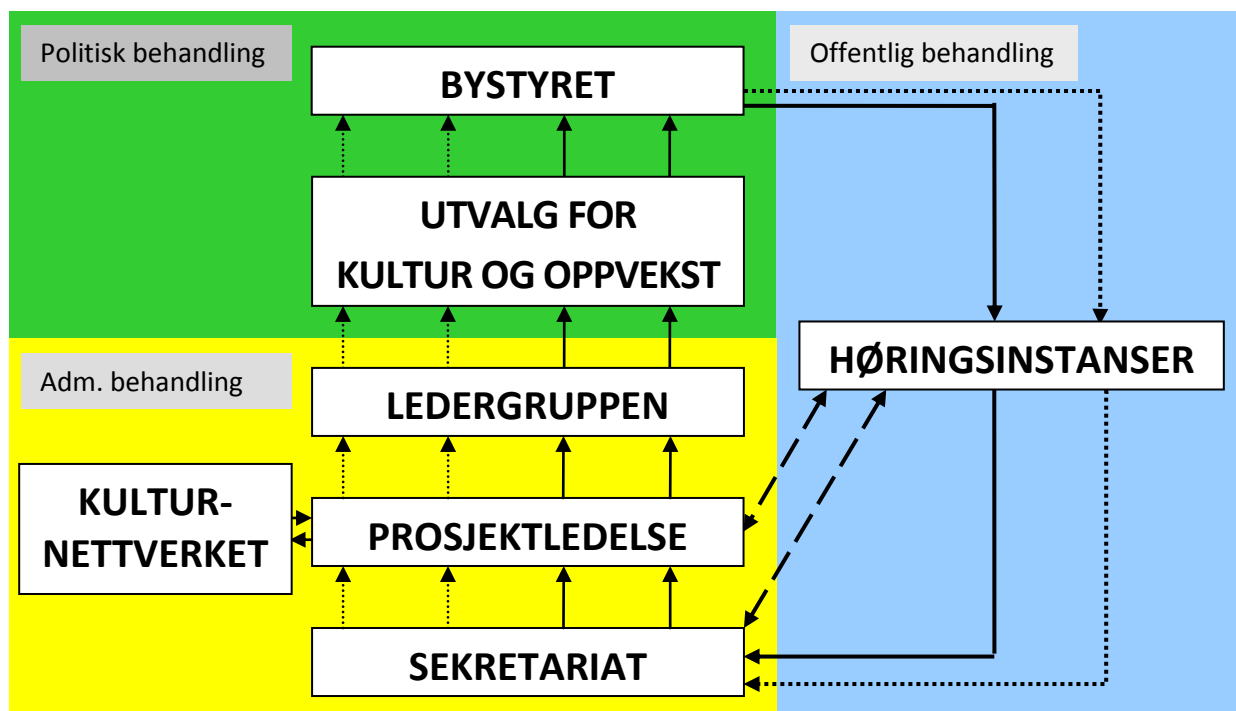 Politisk behandling
Offentlig behandling
BYSTYRET
UTVALG FOR
KULTUR OG OPPVEKST
HØRINGSINSTANSER
Adm. behandling
LEDERGRUPPEN
KULTUR-
NETTVERKET
PROSJEKTLEDELSE
SEKRETARIAT